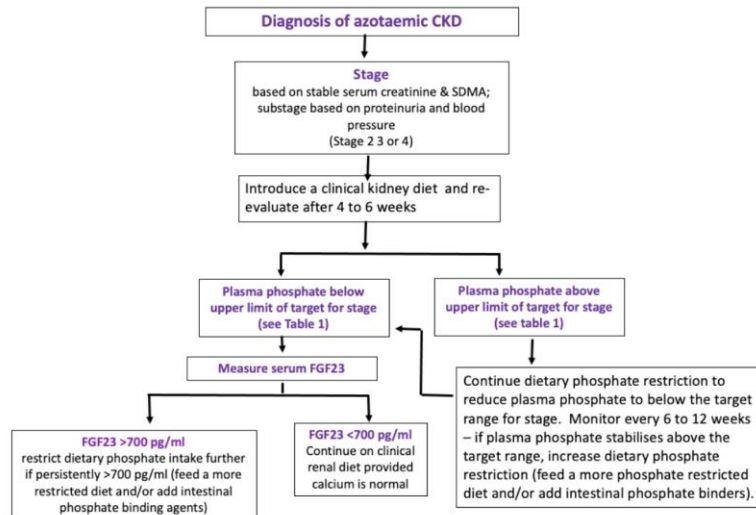 Diagnosis of azotaemic CKD
Stage
based on stable serum creatinine & SDMA;
substage based on proteinuria and blood
pressure
(Stage 2 3 or 4)
Introduce a clinical kidney diet and re-
evaluate after 4 to 6 weeks
Plasma phosphate below
upper limit of target for stage
(see Table 1)
Plasma phosphate above
upper limit of target for stage
(see table 1)
Measure serum FGF23
Continue dietary phosphate restriction to
reduce plasma phosphate to below the target
range for stage. Monitor every 6 to 12 weeks
– if plasma phosphate stabilises above the
target range, increase dietary phosphate
restriction (feed a more phosphate restricted
diet and/or add intestinal phosphate binders).
FGF23 >700 pg/ml
restrict dietary phosphate intake further
if persistently >700 pg/ml (feed a more
restricted diet and/or add intestinal
phosphate binding agents)
FGF23 <700 pg/ml
Continue on clinical
renal diet provided
calcium is normal